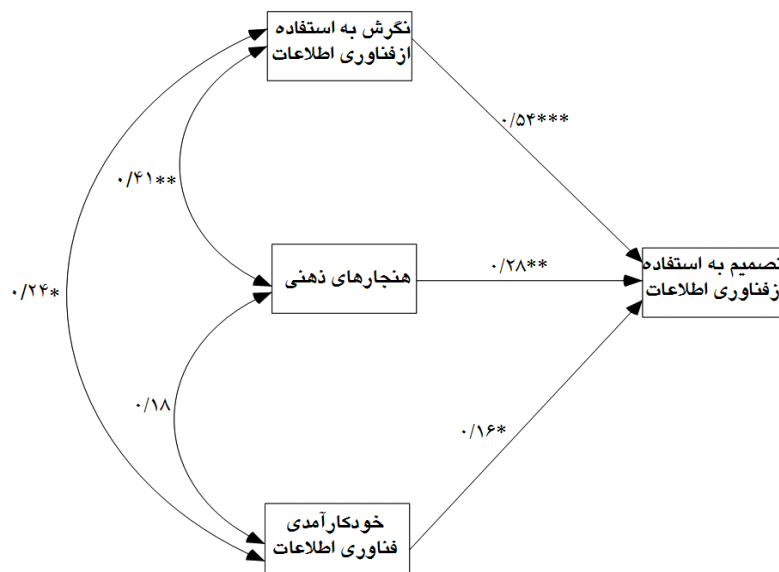 نگرش به استفاده
ازفناوری اطلاعات
۰/۵۴***
۰/۴۱**
هنجارهای ذهنی
۰/۲۸**
تصمیم به استفاده
ازفناوری اطلاعات
۰/۲۴*
۰/۱۸
۰/۱۶*
خودکارآمدی
فناوری اطلاعات